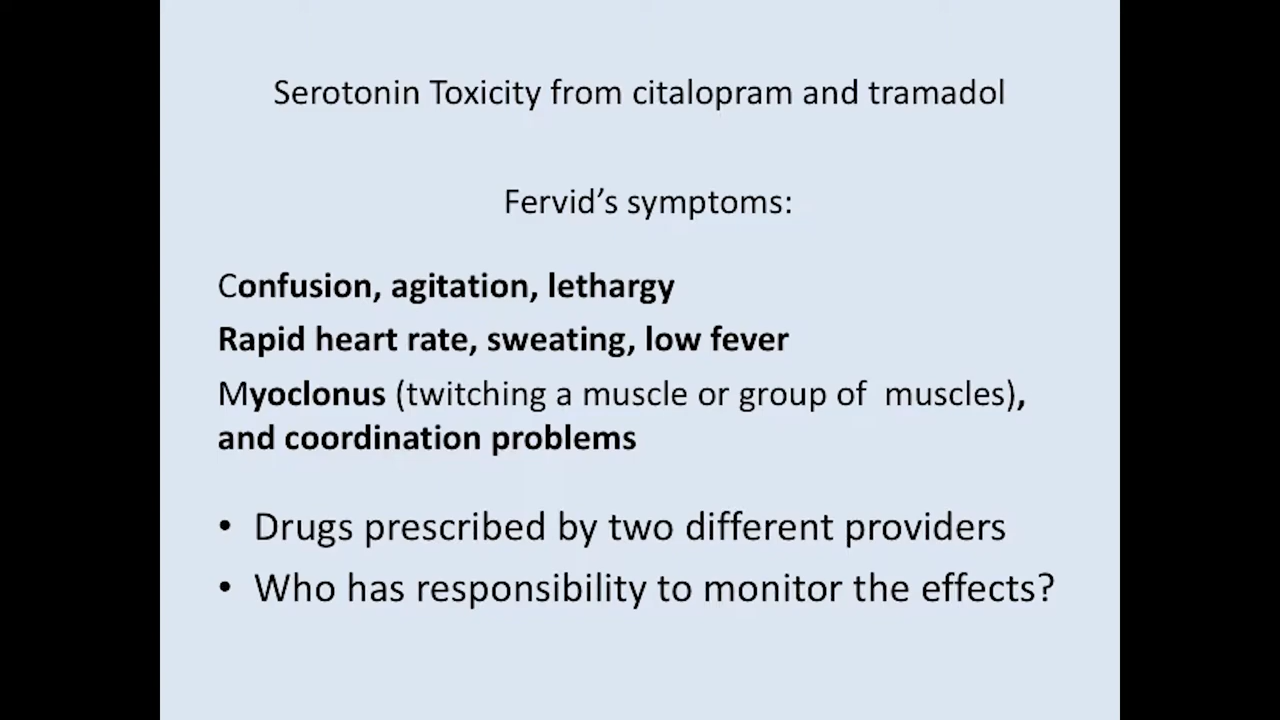 Serotonin Toxicity from citalopram and tramadol
Fervid’s symptoms:
Confusion, agitation, lethargy
Rapid heart rate, sweating, low fever
Myoclonus (twitching a muscle or group of  muscles),
and coordination problems
• Drugs prescribed by two different providers
• Who has responsibility to monitor the effects?